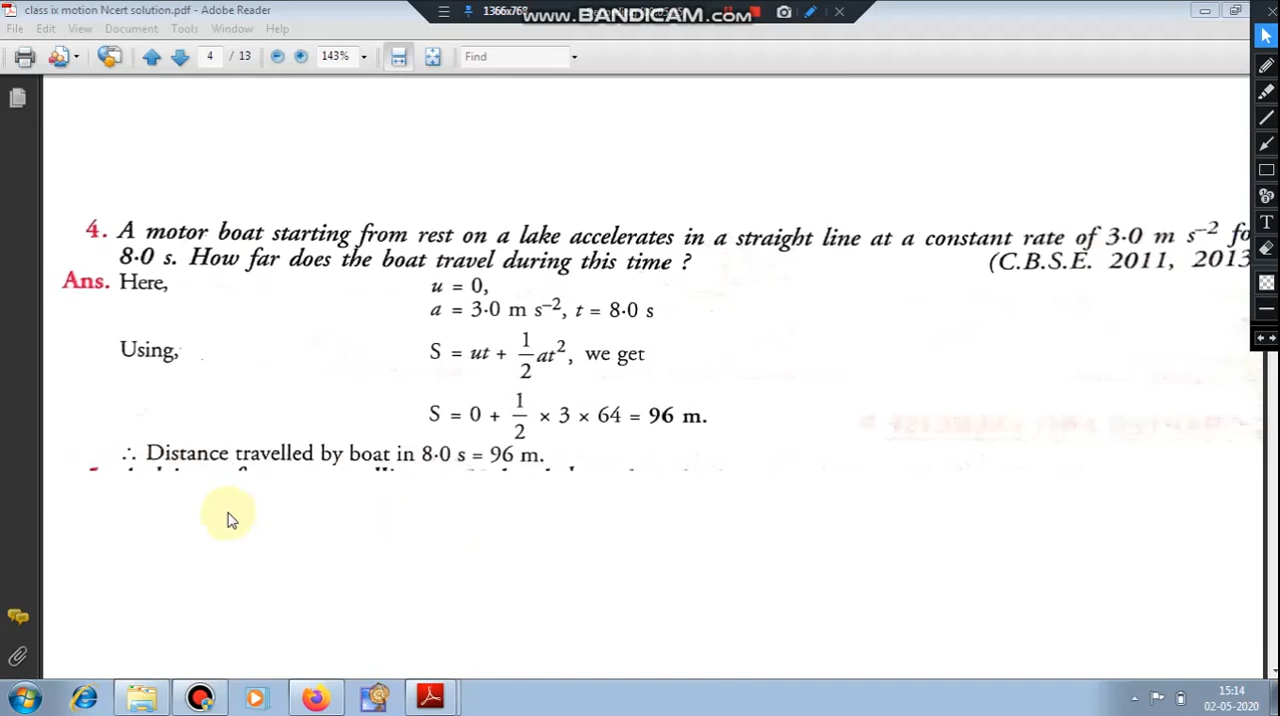 class ix motion Ncert solution.pdf - Adobe Reader
1366x768
www.BANDICAM.com
File Edit View Document Tools Window Help
4 / 13 143% Find
4. A motor boat starting from rest on a lake accelerates in a straight line at a constant rate of 3·0 m s⁻² fo
8·0 s. How far does the boat travel during this time ? (C.B.S.E. 2011, 2013
Ans. Here, u = 0,
a = 3·0 m s⁻², t = 8·0 s
Using, S = ut + 1/2 at², we get
S = 0 + 1/2 × 3 × 64 = 96 m.
∴ Distance travelled by boat in 8·0 s = 96 m.
15:14
02-05-2020